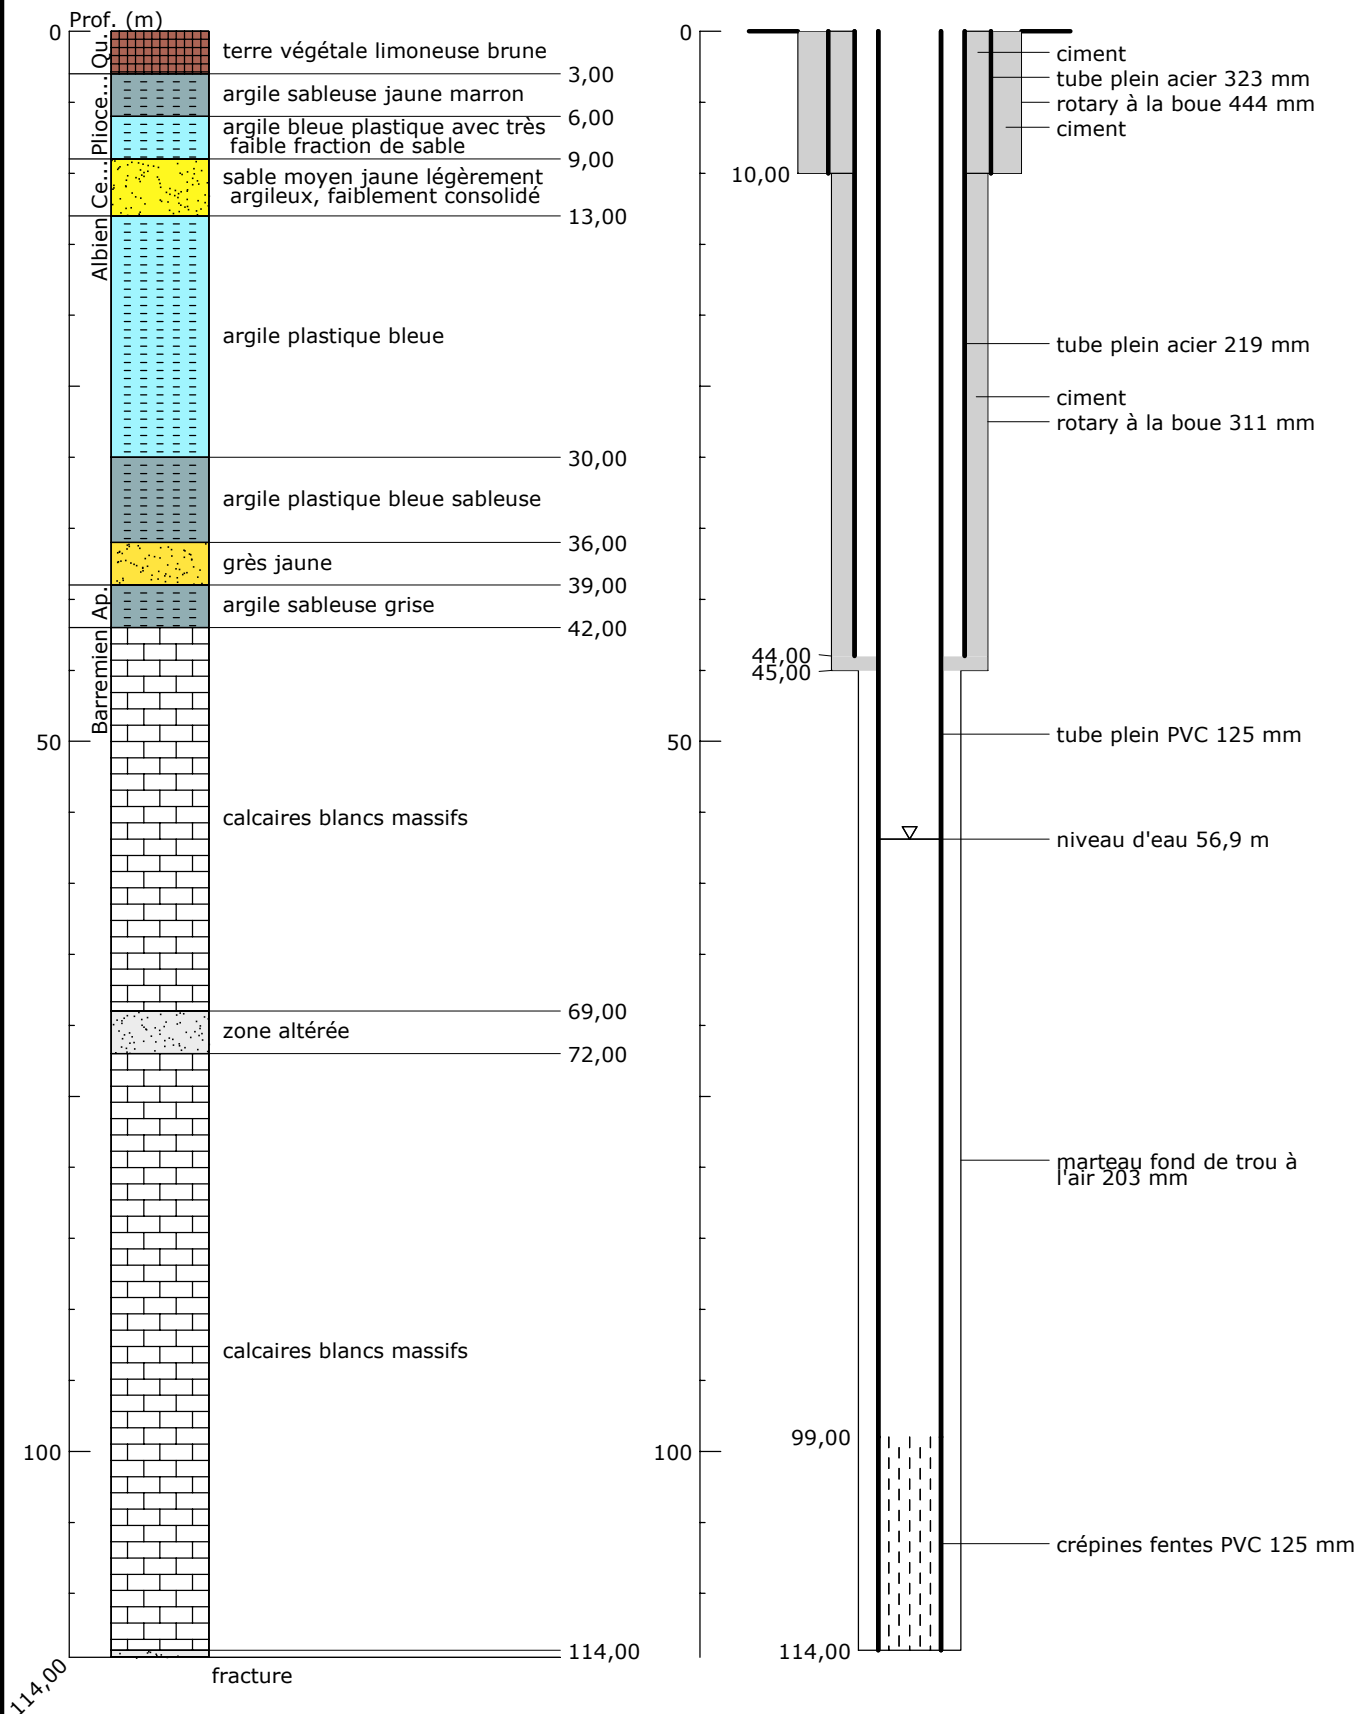 Prof. (m)
0
Qu.
terre végétale limoneuse brune
3,00
Plioce...
argile sableuse jaune marron
6,00
argile bleue plastique avec très
faible fraction de sable
9,00
Ce...
sable moyen jaune légèrement
argileux, faiblement consolidé
13,00
Albien
argile plastique bleue
30,00
argile plastique bleue sableuse
36,00
grès jaune
39,00
Ap.
argile sableuse grise
42,00
Barremien
50
calcaires blancs massifs
69,00
zone altérée
72,00
calcaires blancs massifs
100
114,00
114,00
fracture
0
ciment
tube plein acier 323 mm
rotary à la boue 444 mm
ciment
10,00
tube plein acier 219 mm
ciment
rotary à la boue 311 mm
44,00
45,00
50
tube plein PVC 125 mm
niveau d'eau 56,9 m
marteau fond de trou à
l'air 203 mm
99,00
100
crépines fentes PVC 125 mm
114,00